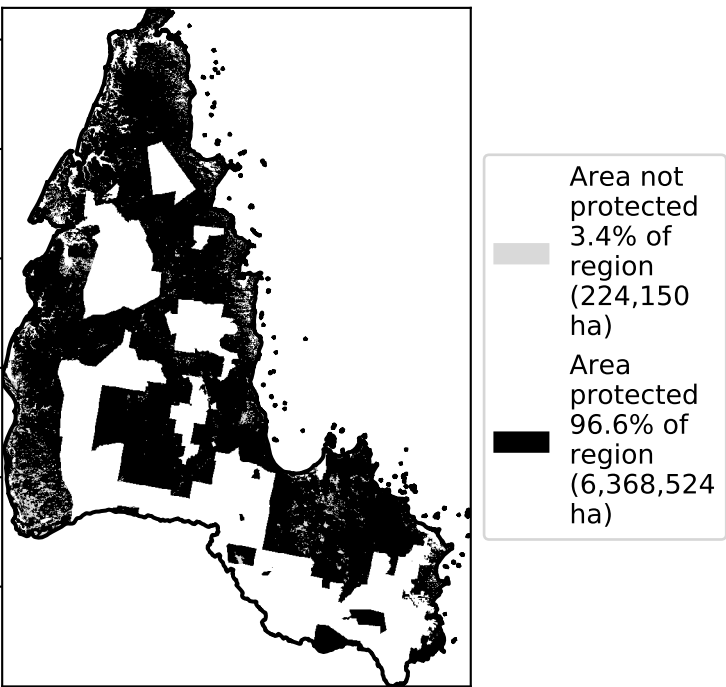 Area not
protected
3.4% of
region
(224,150
ha)
Area
protected
96.6% of
region
(6,368,524
ha)